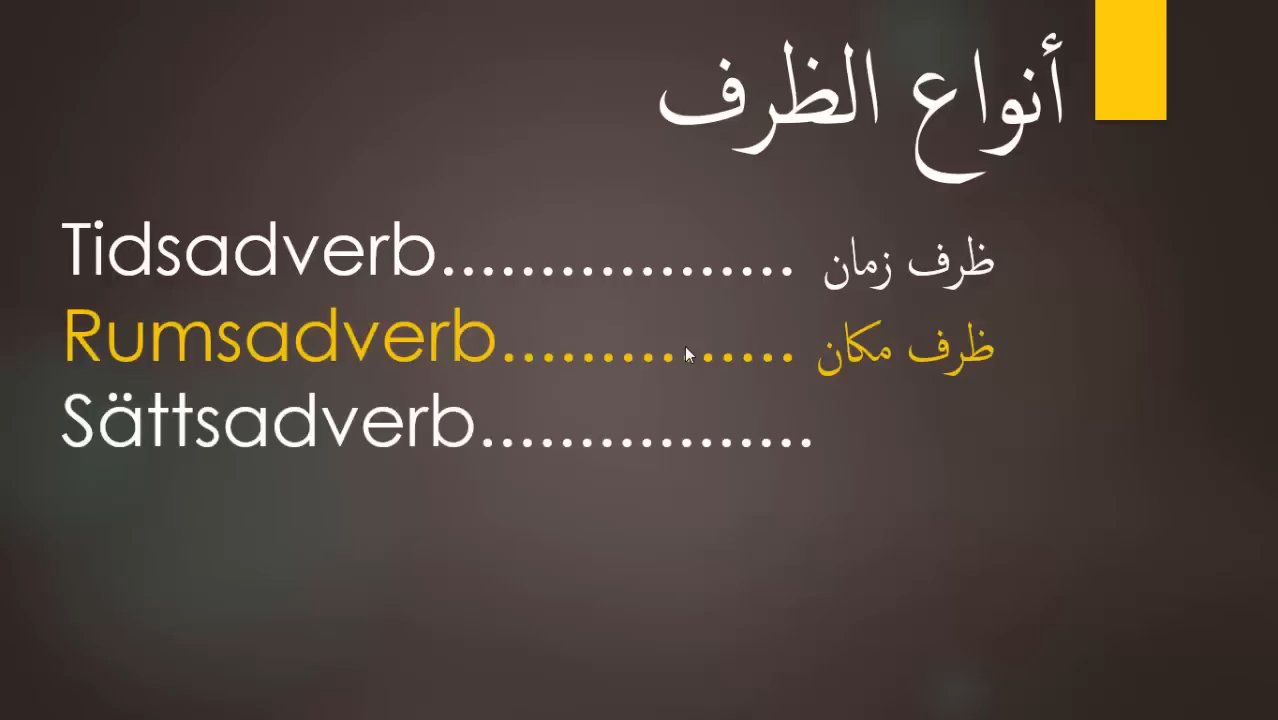 أنواع الظرف
Tidsadverb.................. ظرف زمان
Rumsadverb............... ظرف مكان
Sättsadverb.................